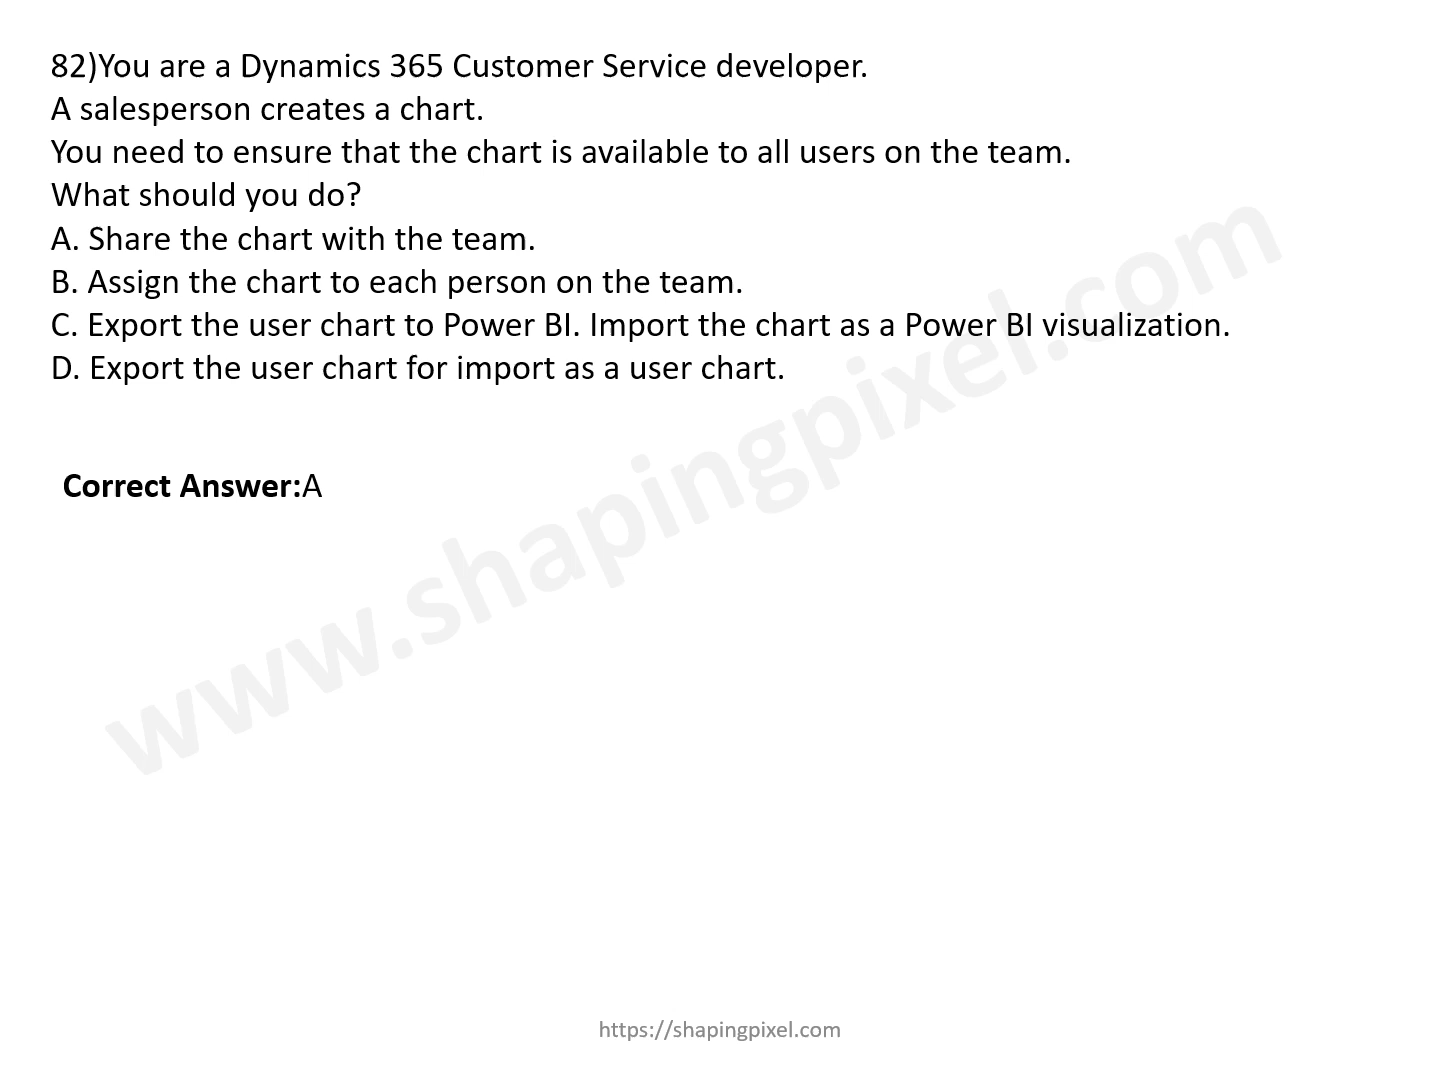 82)You are a Dynamics 365 Customer Service developer.
A salesperson creates a chart.
You need to ensure that the chart is available to all users on the team.
What should you do?
A. Share the chart with the team.
B. Assign the chart to each person on the team.
C. Export the user chart to Power BI. Import the chart as a Power BI visualization.
D. Export the user chart for import as a user chart.
Correct Answer:A
www.shapingpixel.com
https://shapingpixel.com